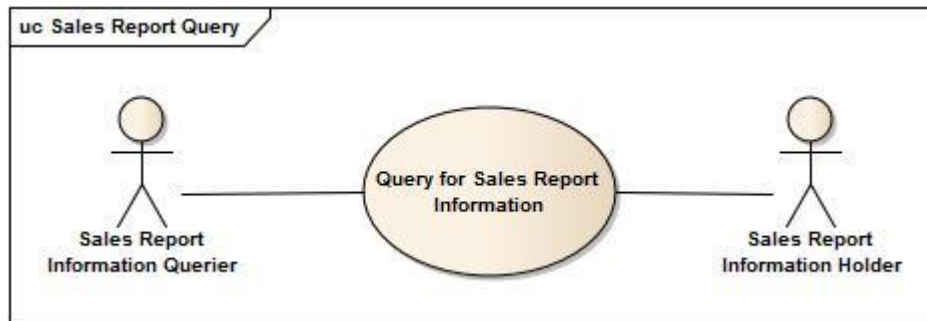 uc Sales Report Query
Query for Sales Report
Information
Sales Report
Information Querier
Sales Report
Information Holder